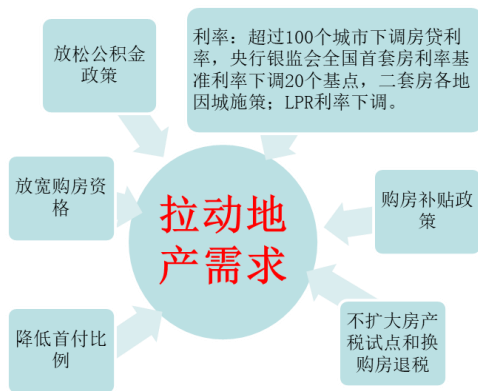 放松公积金
政策
利率：超过100个城市下调房贷利
率，央行银监会全国首套房利率基
准利率下调20个基点，二套房各地
因城施策；LPR利率下调。
放宽购房资
格
拉动地
产需求
购房补贴政
策
降低首付比
例
不扩大房产
税试点和换
购房退税